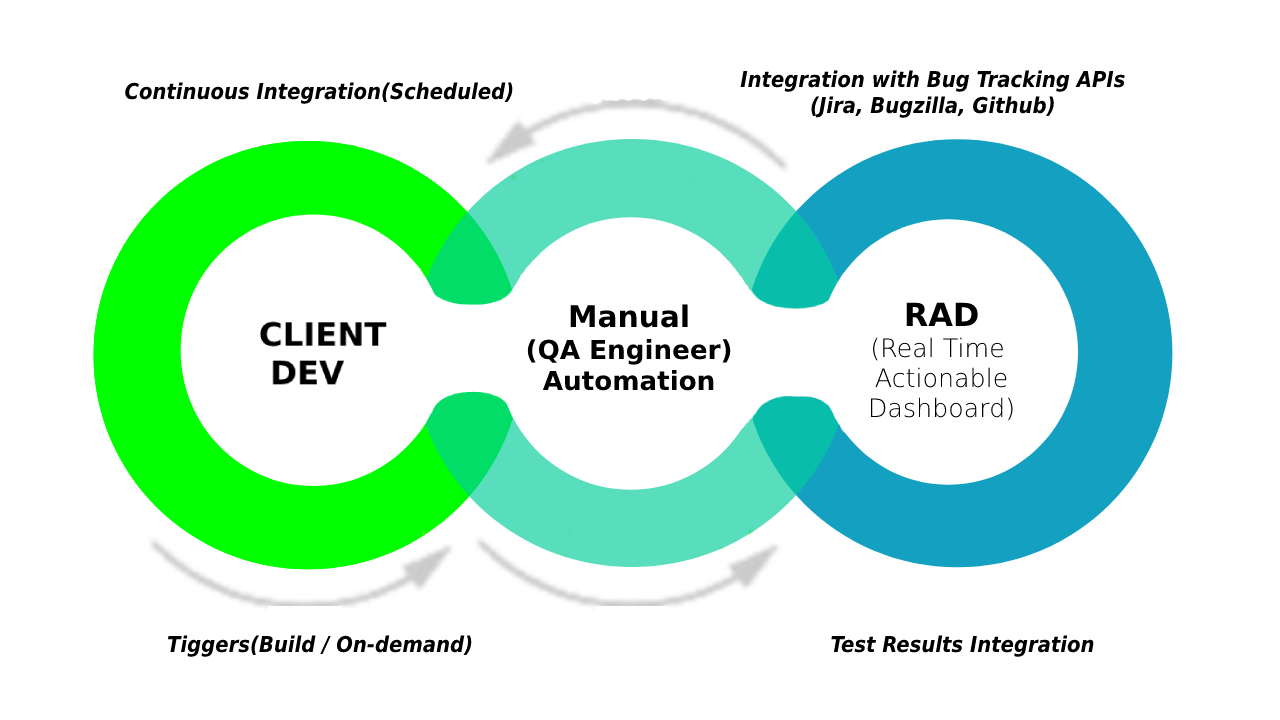 Continuous Integration(Scheduled)
Integration with Bug Tracking APIs
(Jira, Bugzilla, Github)
CLIENT
DEV
Manual
(QA Engineer)
Automation
RAD
(Real Time
Actionable
Dashboard)
Tiggers(Build / On-demand)
Test Results Integration